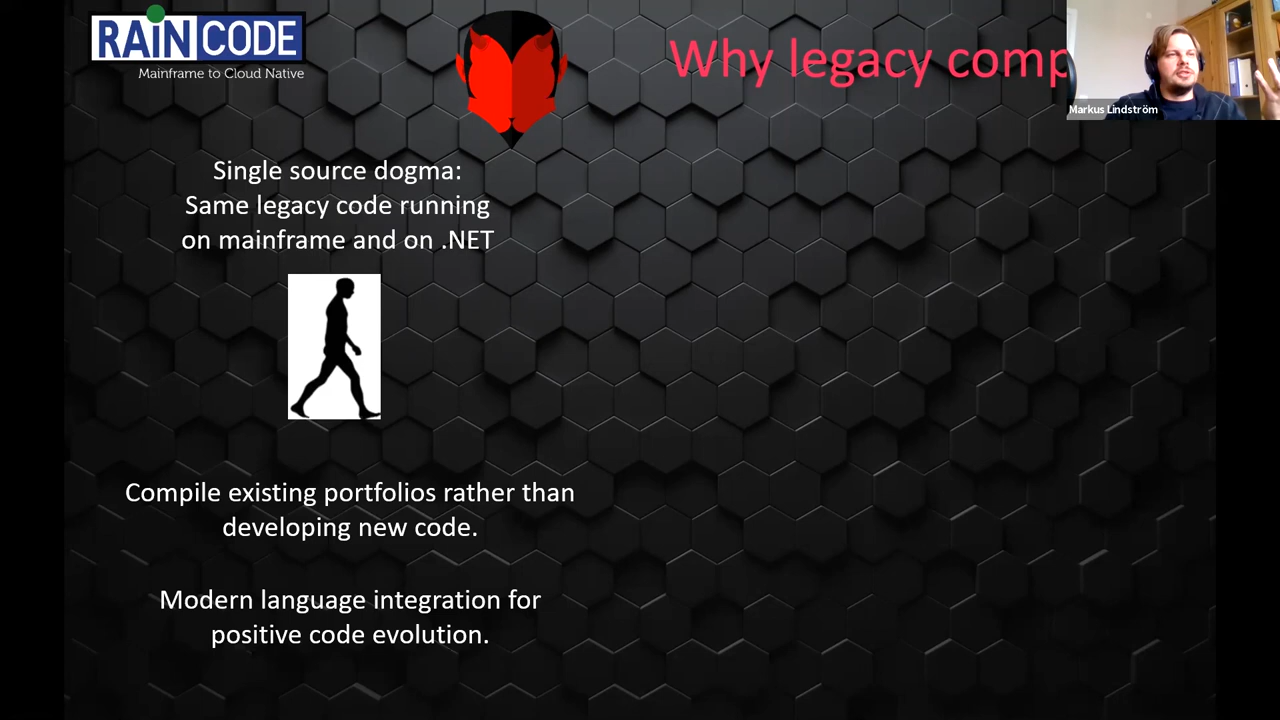 RAINCODE
Mainframe to Cloud Native
Why legacy
Markus Lindström
Single source dogma:
Same legacy code running
on mainframe and on .NET
Compile existing portfolios rather than
developing new code.
Modern language integration for
positive code evolution.